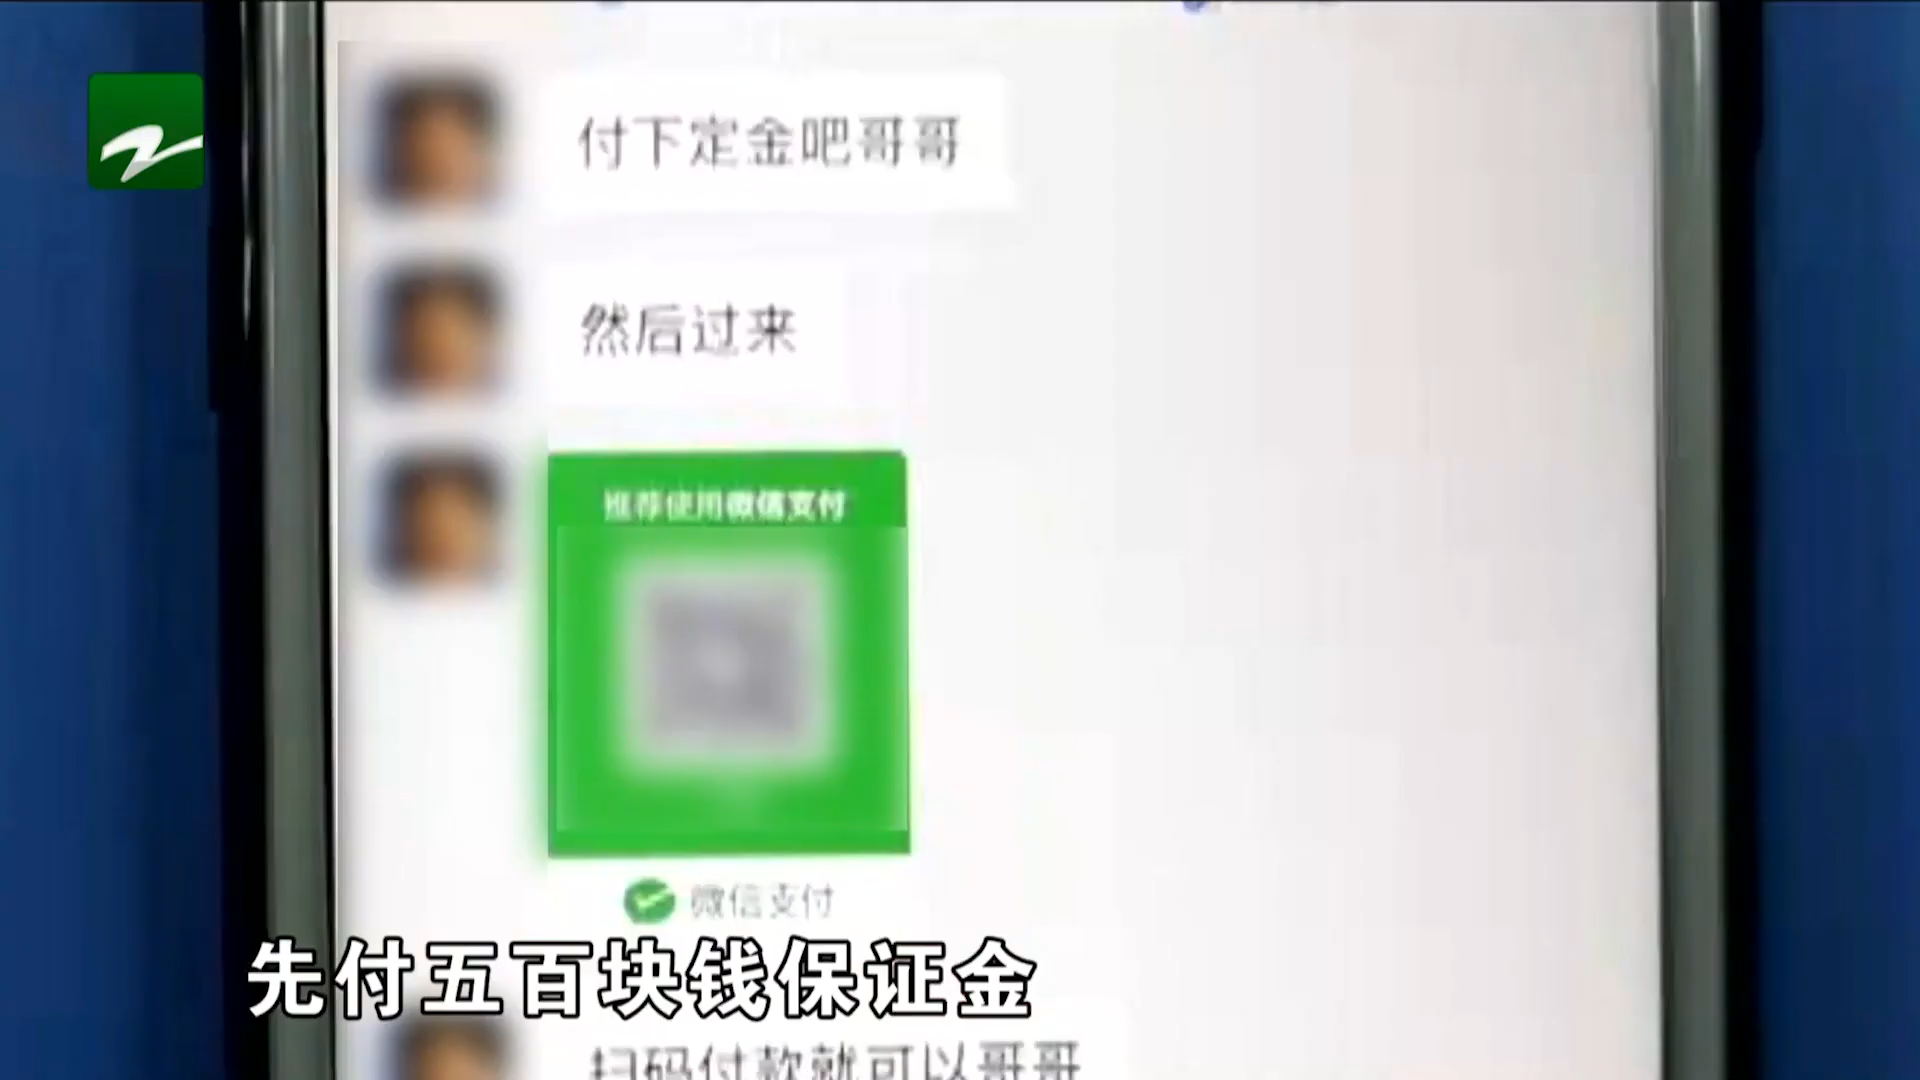 付下定金吧哥哥
然后过来
推荐使用微信支付
微信支付
先付五百块钱保证金
扫码付款就可以哥哥